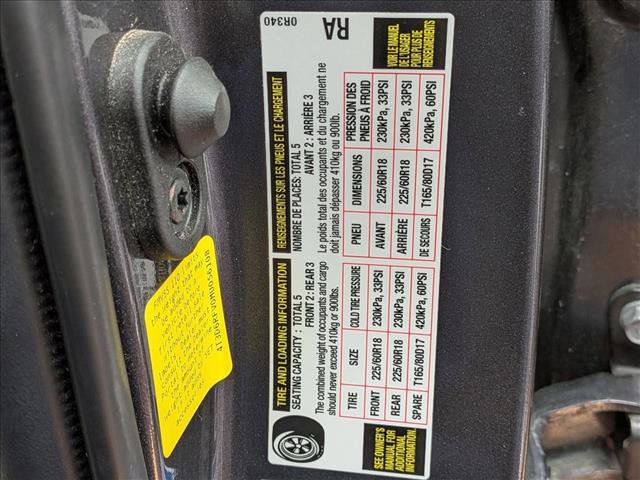 TIRE AND LOADING INFORMATION
SEATING CAPACITY : TOTAL 5
FRONT 2 : REAR 3
The combined weight of occupants and cargo
should never exceed 410kg or 900lbs.
TIRE SIZE COLD TIRE PRESSURE
FRONT 225/60R18 230kPa, 33PSI
REAR 225/60R18 230kPa, 33PSI
SPARE T165/80D17 420kPa, 60PSI
SEE OWNER'S
MANUAL FOR
ADDITIONAL
INFORMATION.
RENSEIGNEMENTS SUR LES PNEUS ET LE CHARGEMENT
NOMBRE DE PLACES: TOTAL 5
AVANT 2 : ARRIÈRE 3
Le poids total des occupants et du chargement ne
doit jamais dépasser 410kg ou 900lb.
PNEU DIMENSIONS PRESSION DES
PNEUS À FROID
AVANT 225/60R18 230kPa, 33PSI
ARRIÈRE 225/60R18 230kPa, 33PSI
DE SECOURS T165/80D17 420kPa, 60PSI
VOIR LE MANUEL
DE L'USAGER
POUR PLUS DE
RENSEIGNEMENTS
0R340
RA